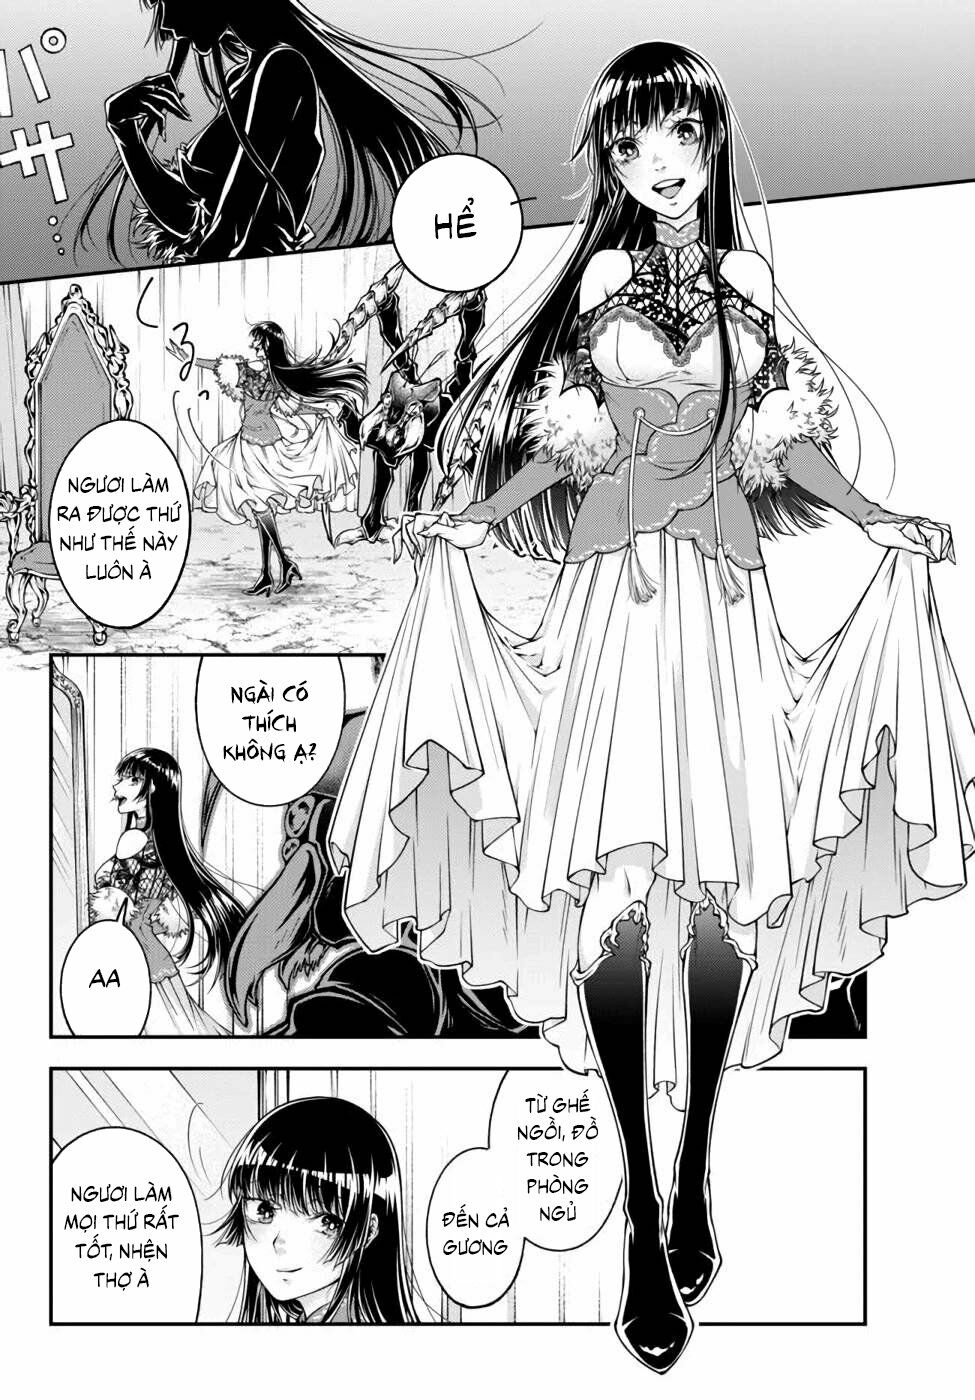 パサ…
HỂ
NGƯƠI LÀM
RA ĐƯỢC THỨ
NHƯ THẾ NÀY
LUÔN À
NGÀI CÓ
THÍCH
KHÔNG Ạ?
AA
TỪ GHẾ
NGỒI, ĐỒ
TRONG
PHÒNG
NGỦ
ĐẾN CẢ
GƯƠNG
NGƯƠI LÀM
MỌI THỨ RẤT
TỐT, NHỆN
THỢ À